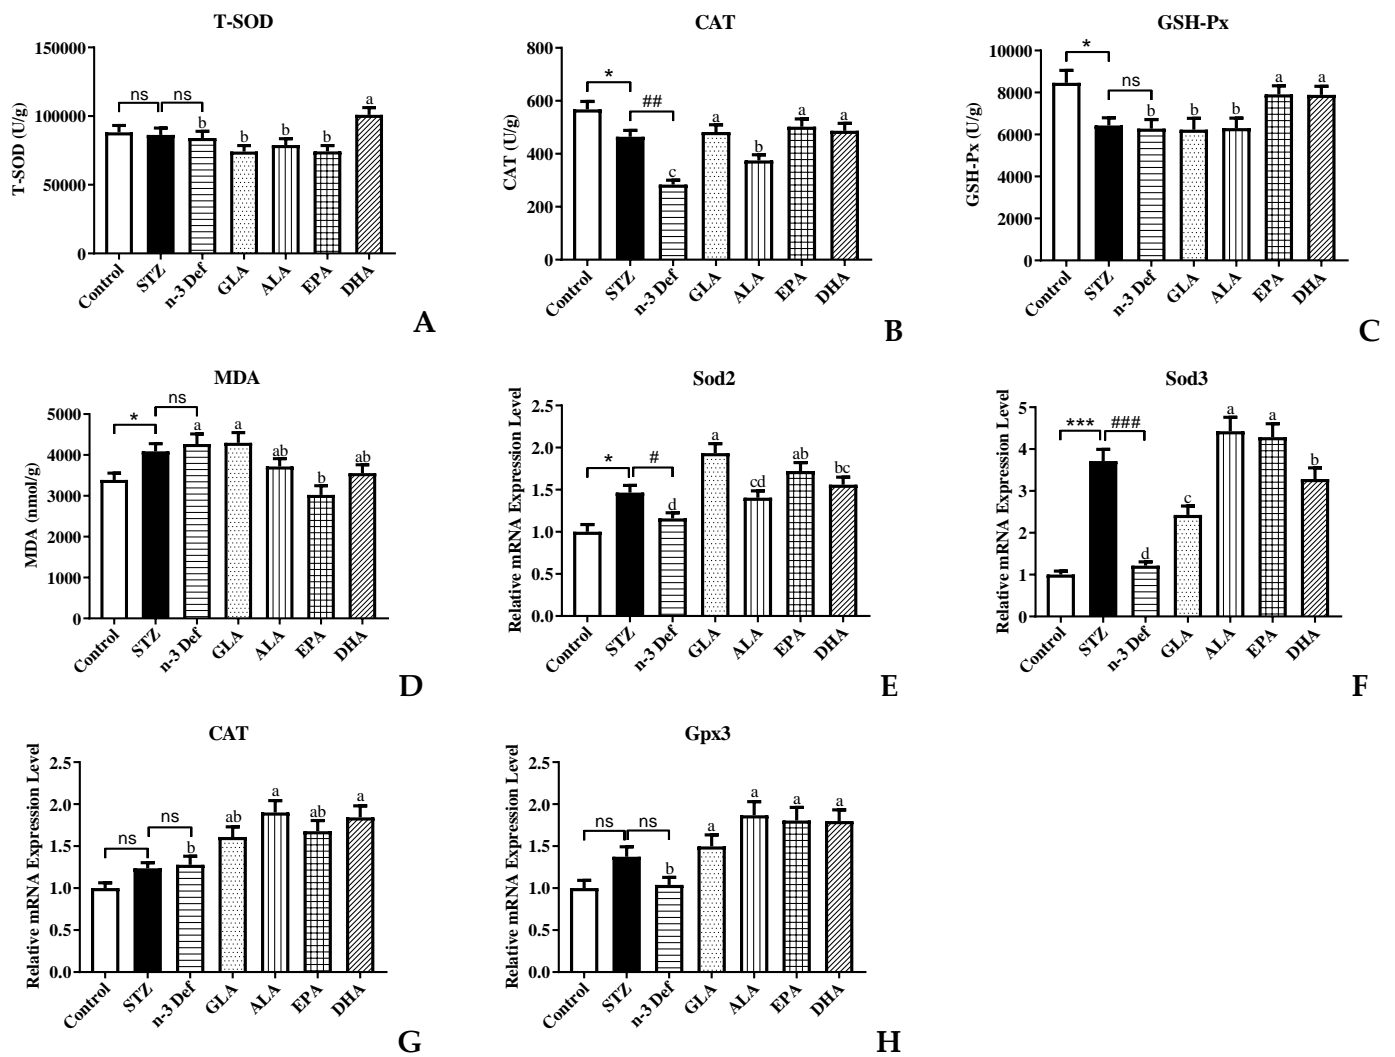 T-SOD
T-SOD (U/g)
150000
100000
50000
0
ns
ns
b
b
b
b
a
Control
STZ
n-3 Def
GLA
ALA
EPA
DHA
A
CAT
CAT (U/g)
800
600
400
200
0
*
##
c
a
b
a
a
Control
STZ
n-3 Def
GLA
ALA
EPA
DHA
B
GSH-Px
GSH-Px (U/g)
10000
8000
6000
4000
2000
0
*
ns
b
b
b
a
a
Control
STZ
n-3 Def
GLA
ALA
EPA
DHA
C
MDA
MDA (nmol/g)
5000
4000
3000
2000
1000
0
*
ns
a
a
ab
b
ab
Control
STZ
n-3 Def
GLA
ALA
EPA
DHA
D
Sod2
Relative mRNA Expression Level
2.5
2.0
1.5
1.0
0.5
0.0
*
#
d
a
cd
ab
bc
Control
STZ
n-3 Def
GLA
ALA
EPA
DHA
E
Sod3
Relative mRNA Expression Level
5
4
3
2
1
0
***
###
d
c
a
a
b
Control
STZ
n-3 Def
GLA
ALA
EPA
DHA
F
CAT
Relative mRNA Expression Level
2.5
2.0
1.5
1.0
0.5
0.0
ns
ns
b
ab
a
ab
a
Control
STZ
n-3 Def
GLA
ALA
EPA
DHA
G
Gpx3
Relative mRNA Expression Level
2.5
2.0
1.5
1.0
0.5
0.0
ns
ns
b
a
a
a
a
Control
STZ
n-3 Def
GLA
ALA
EPA
DHA
H